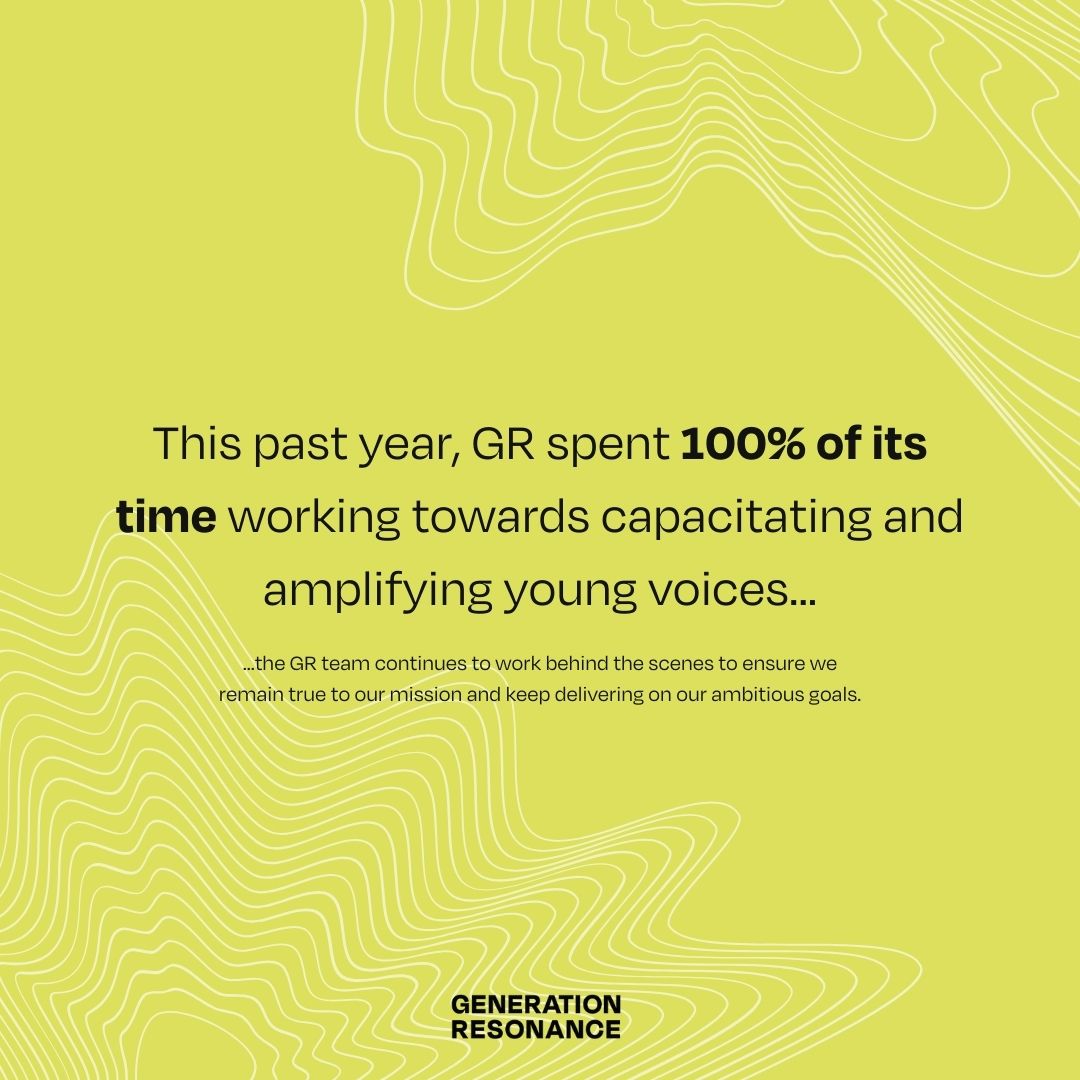 This past year, GR spent 100% of its
time working towards capacitating and
amplifying young voices...
...the GR team continues to work behind the scenes to ensure we
remain true to our mission and keep delivering on our ambitious goals.
GENERATION
RESONANCE